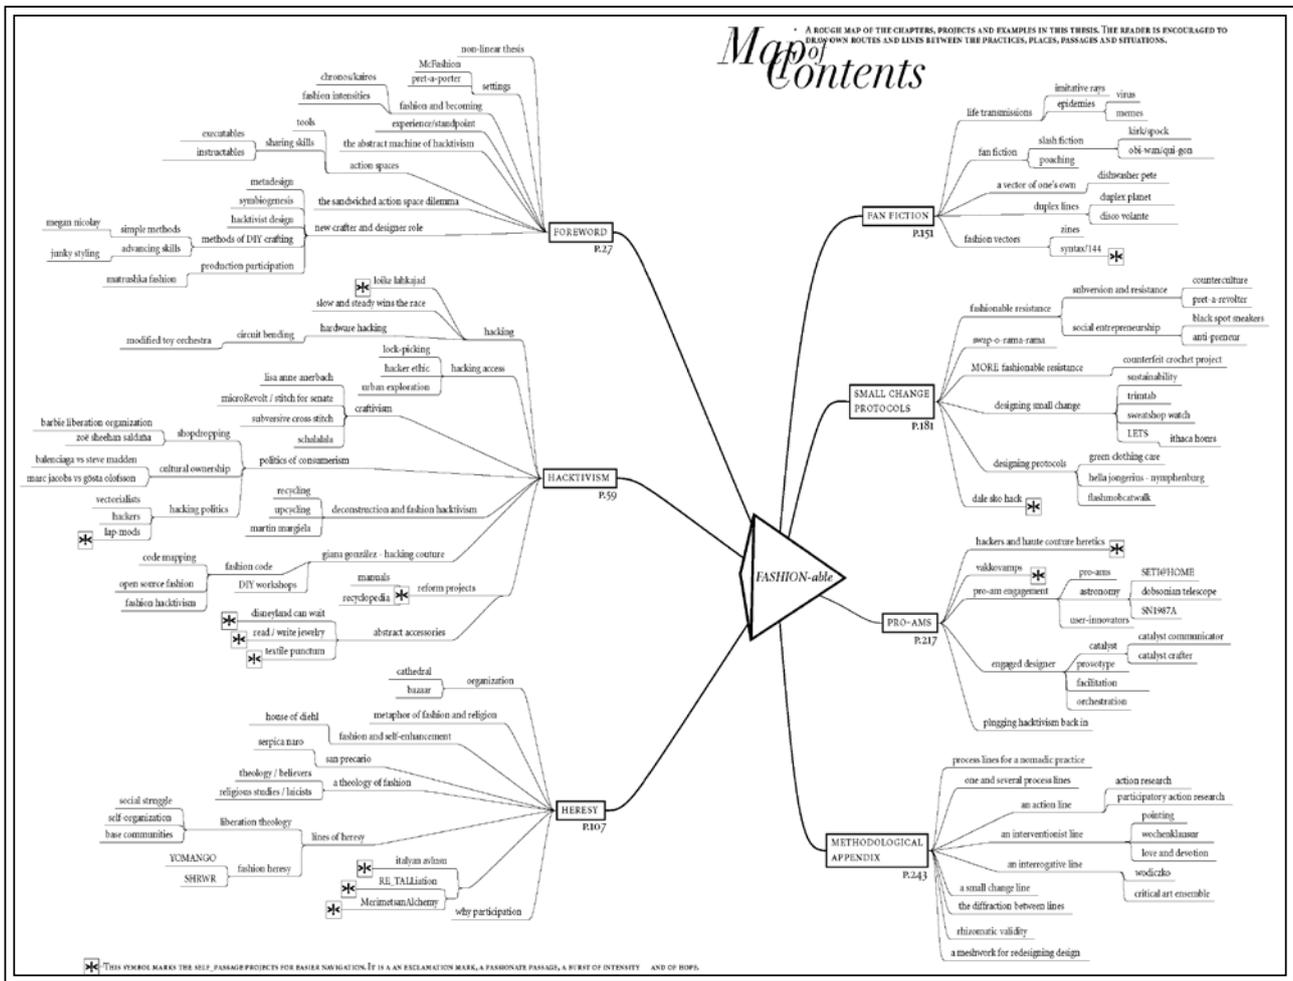 Map of Contents
A ROUGH MAP OF THE CHAPTERS, PROJECTS AND EXAMPLES IN THIS THESIS. THE READER IS ENCOURAGED TO
DRAW OWN ROUTES AND LINES BETWEEN THE PRACTICES, PLACES, PASSAGES AND SITUATIONS.
FASHION-able
FOREWORD
p.27
non-linear thesis
McFashion
pret-a-porter
settings
chronos/kairos
fashion intensities
fashion and becoming
experience/standpoint
the abstract machine of hacktivism
tools
executables
instructables
sharing skills
action spaces
the sandwiched action space dilemma
metadesign
symbiogenesis
hacktivist design
megan nicolay
simple methods
junky styling
advancing skills
methods of DIY crafting
matrushka fashion
production participation
new crafter and designer role
HACKTIVISM
p.59
loike lahkajad
slow and steady wins the race
modified toy orchestra
circuit bending
hardware hacking
hacking
lock-picking
hacker ethic
urban exploration
hacking access
lisa anne auerbach
microRevolt / stitch for senate
subversive cross stitch
schalalala
craftivism
barbie liberation organization
zoë sheehan saldaña
shopdropping
balenciaga vs steve madden
marc jacobs vs gösta olofsson
cultural ownership
vectorialists
hackers
lap-mods
hacking politics
politics of consumerism
recycling
upcycling
martin margiela
deconstruction and fashion hacktivism
code mapping
open source fashion
fashion hacktivism
fashion code
DIY workshops
giana gonzález - hacking couture
manuals
recyclopedia
reform projects
disneyland can wait
read / write jewelry
textile punctum
abstract accessories
HERESY
p.107
cathedral
bazaar
organization
metaphor of fashion and religion
house of diehl
fashion and self-enhancement
serpica naro
san precario
theology / believers
religious studies / laicists
a theology of fashion
social struggle
self-organization
base communities
liberation theology
YOMANGO
SHRWR
fashion heresy
lines of heresy
italyan avlusu
RE_TALLiation
MerimetsanAlchemy
why participation
FAN FICTION
p.151
life transmissions
imitative rays
epidemies
virus
memes
fan fiction
slash fiction
kirk/spock
obi-wan/qui-gon
poaching
a vector of one's own
dishwasher pete
duplex lines
duplex planet
disco volante
fashion vectors
zines
syntax/144
SMALL CHANGE
PROTOCOLS
p.181
fashionable resistance
subversion and resistance
counterculture
pret-a-revolter
social entrepreneurship
black spot sneakers
anti-preneur
swap-o-rama-rama
MORE fashionable resistance
counterfeit crochet project
designing small change
sustainability
trimtab
sweatshop watch
LETS
ithaca hours
designing protocols
green clothing care
hella jongerius - nymphenburg
flashmobcatwalk
dale sko hack
PRO-AMS
p.217
hackers and haute couture heretics
vakkovamps
pro-am engagement
pro-ams
astronomy
SETI@HOME
dobsonian telescope
SN1987A
user-innovators
engaged designer
catalyst
catalyst communicator
catalyst crafter
provotype
facilitation
orchestration
plugging hacktivism back in
METHODOLOGICAL
APPENDIX
p.243
process lines for a nomadic practice
one and several process lines
an action line
action research
participatory action research
an interventionist line
pointing
wochenklausur
love and devotion
an interrogative line
wodiczko
critical art ensemble
a small change line
the diffraction between lines
rhizomatic validity
a meshwork for redesigning design
THIS SYMBOL MARKS THE SELF_PASSAGE PROJECTS FOR EASIER NAVIGATION. IT IS A AN EXCLAMATION MARK, A PASSIONATE PASSAGE, A BURST OF INTENSITY AND OF HOPE.